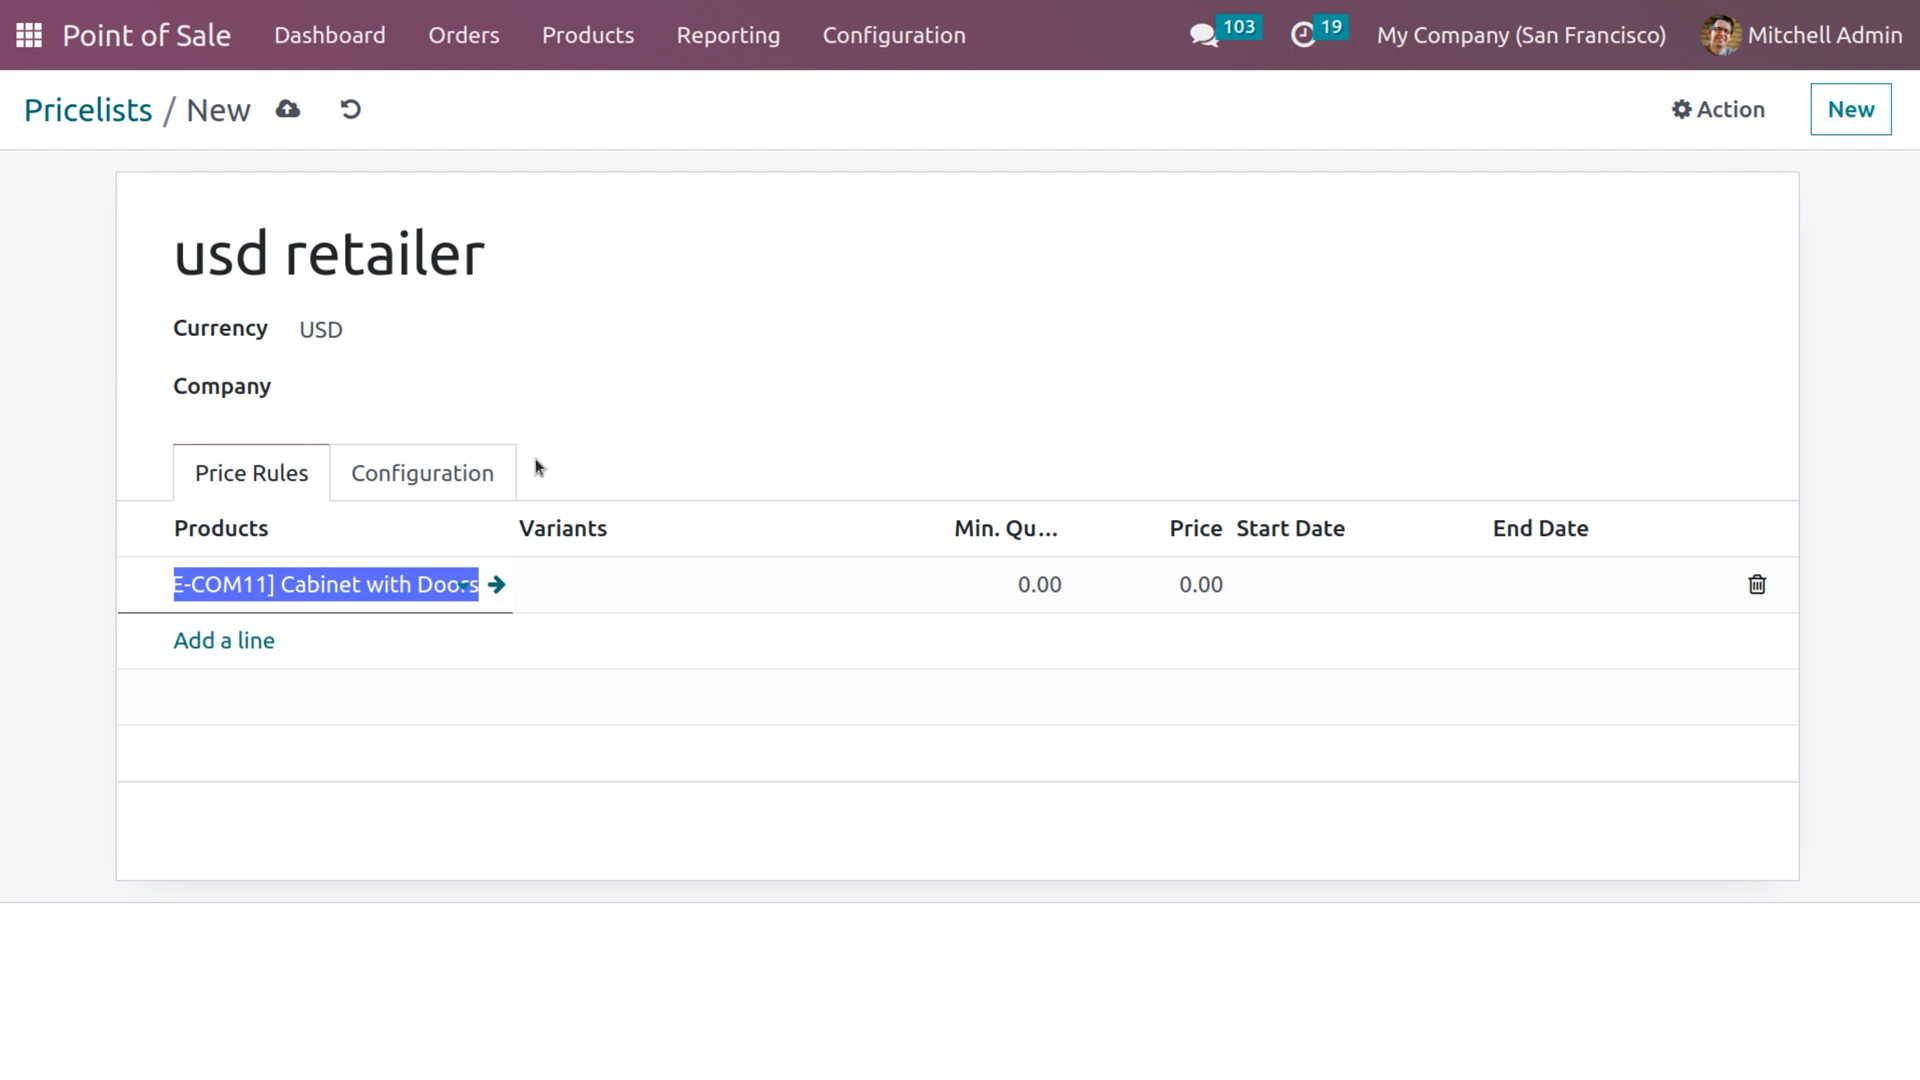 Point of Sale Dashboard Orders Products Reporting Configuration 103 19 My Company (San Francisco) Mitchell Admin
Pricelists / New Action New
usd retailer
Currency USD
Company
Price Rules Configuration
Products Variants Min. Qu... Price Start Date End Date
E-COM11] Cabinet with Doors 0.00 0.00
Add a line